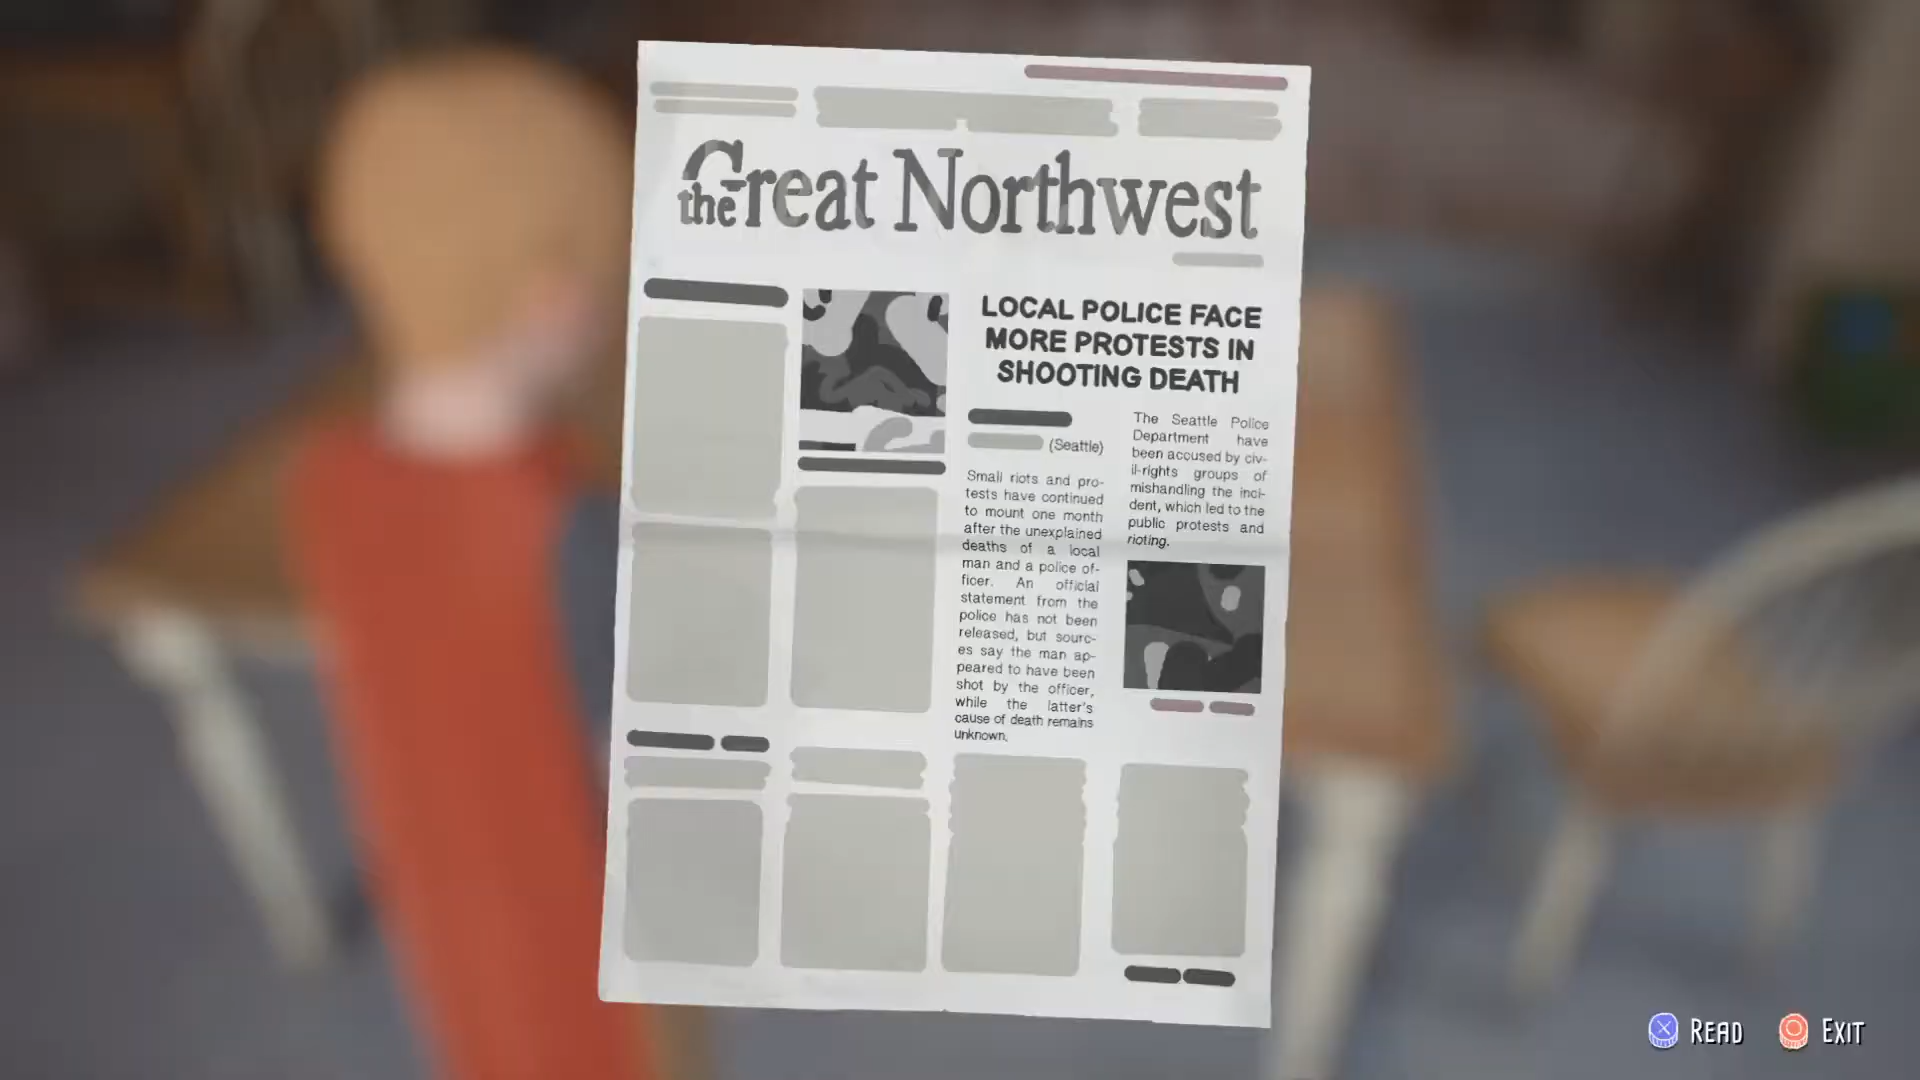 the Great Northwest
LOCAL POLICE FACE
MORE PROTESTS IN
SHOOTING DEATH
(Seattle)
Small riots and pro-
tests have continued
to mount one month
after the unexplained
deaths of a local
man and a police of-
ficer. An official
statement from the
police has not been
released, but sourc-
es say the man ap-
peared to have been
shot by the officer,
while the latter's
cause of death remains
unknown.
The Seattle Police
Department have
been accused by civ-
il-rights groups of
mishandling the inci-
dent, which led to the
public protests and
rioting.
READ EXIT